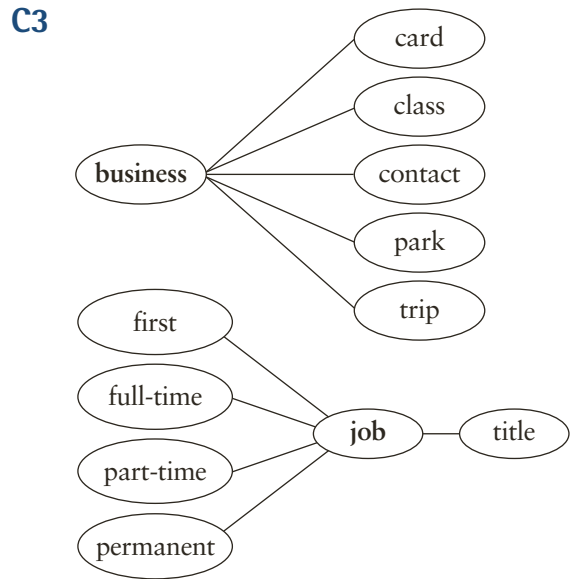 C3
card
class
business
contact
park
trip
first
full-time
job
title
part-time
permanent